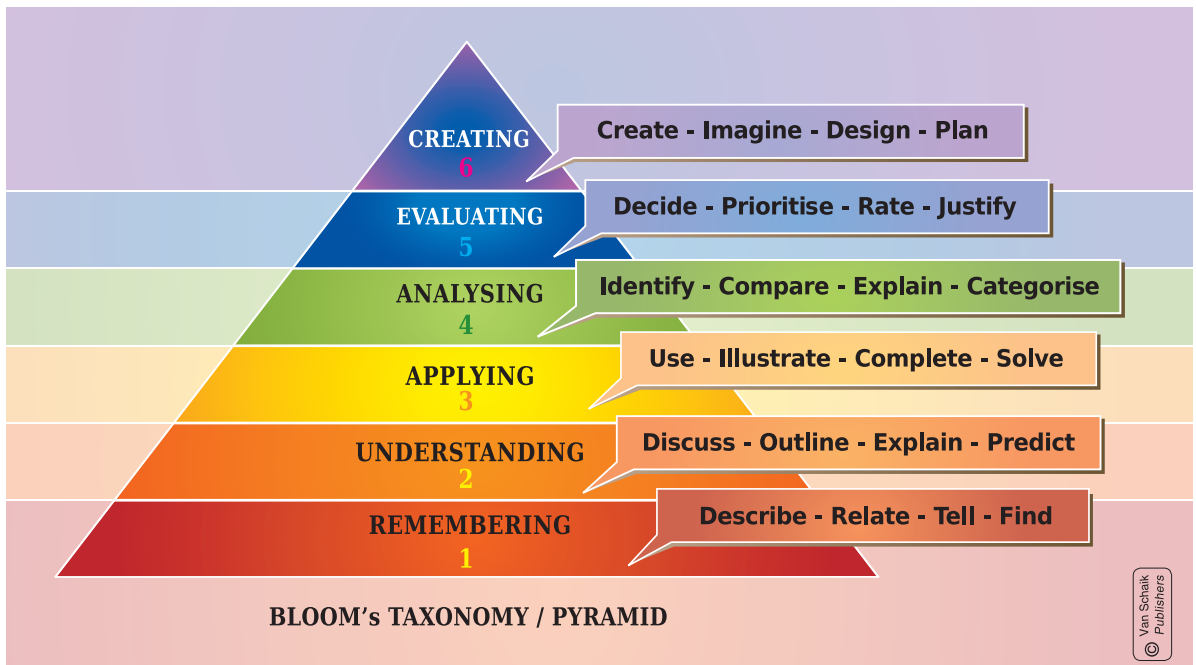 CREATING
6
Create - Imagine - Design - Plan
EVALUATING
5
Decide - Prioritise - Rate - Justify
ANALYSING
4
Identify - Compare - Explain - Categorise
APPLYING
3
Use - Illustrate - Complete - Solve
UNDERSTANDING
2
Discuss - Outline - Explain - Predict
REMEMBERING
1
Describe - Relate - Tell - Find
BLOOM's TAXONOMY / PYRAMID
© Van Schaik
Publishers